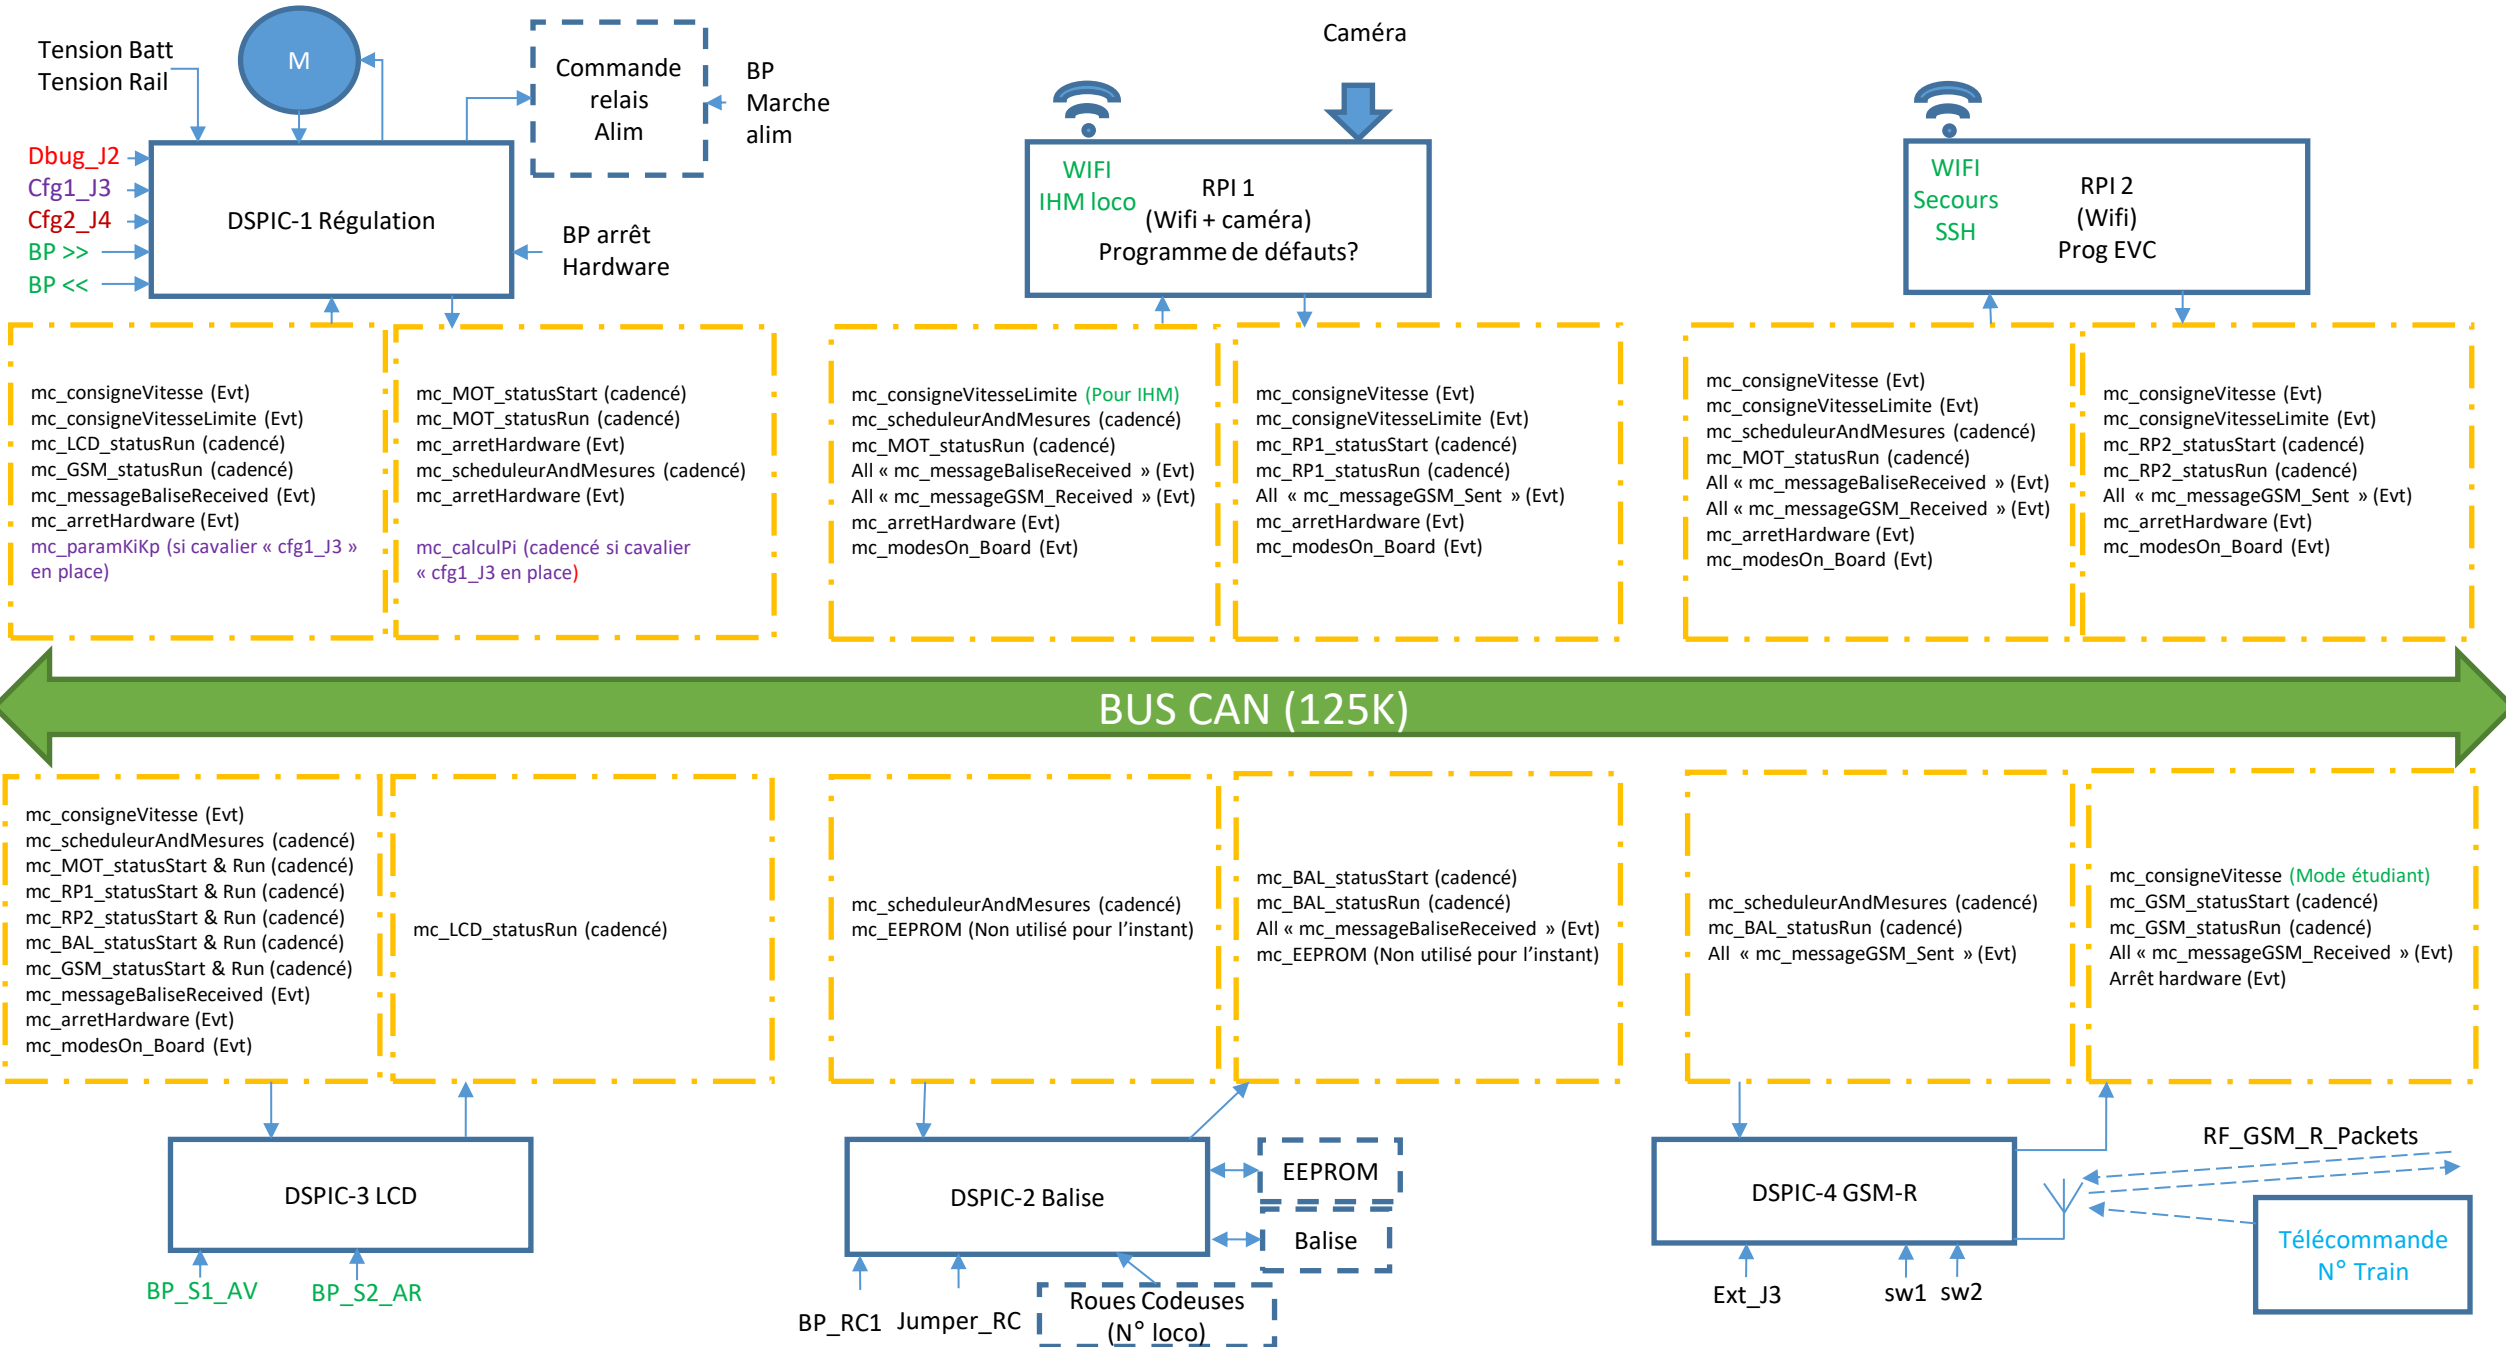 Tension Batt
Tension Rail
M
Commande
relais
Alim
BP
Marche
alim
Caméra
Dbug_J2
Cfg1_J3
Cfg2_J4
BP >>
BP <<
DSPIC-1 Régulation
BP arrêt
Hardware
WIFI
IHM loco
RPI 1
(Wifi + caméra)
Programme de défauts?
WIFI
Secours
SSH
RPI 2
(Wifi)
Prog EVC
mc_consigneVitesse (Evt)
mc_consigneVitesseLimite (Evt)
mc_LCD_statusRun (cadencé)
mc_GSM_statusRun (cadencé)
mc_messageBaliseReceived (Evt)
mc_arretHardware (Evt)
mc_paramKiKp (si cavalier « cfg1_J3 »
en place)
mc_MOT_statusStart (cadencé)
mc_MOT_statusRun (cadencé)
mc_arretHardware (Evt)
mc_scheduleurAndMesures (cadencé)
mc_arretHardware (Evt)
mc_calculPi (cadencé si cavalier
« cfg1_J3 en place)
mc_consigneVitesseLimite (Pour IHM)
mc_scheduleurAndMesures (cadencé)
mc_MOT_statusRun (cadencé)
All « mc_messageBaliseReceived » (Evt)
All « mc_messageGSM_Received » (Evt)
mc_arretHardware (Evt)
mc_modesOn_Board (Evt)
mc_consigneVitesse (Evt)
mc_consigneVitesseLimite (Evt)
mc_RP1_statusStart (cadencé)
mc_RP1_statusRun (cadencé)
All « mc_messageGSM_Sent » (Evt)
mc_arretHardware (Evt)
mc_modesOn_Board (Evt)
mc_consigneVitesse (Evt)
mc_consigneVitesseLimite (Evt)
mc_scheduleurAndMesures (cadencé)
mc_MOT_statusRun (cadencé)
All « mc_messageBaliseReceived » (Evt)
All « mc_messageGSM_Received » (Evt)
mc_arretHardware (Evt)
mc_modesOn_Board (Evt)
mc_consigneVitesse (Evt)
mc_consigneVitesseLimite (Evt)
mc_RP2_statusStart (cadencé)
mc_RP2_statusRun (cadencé)
All « mc_messageGSM_Sent » (Evt)
mc_arretHardware (Evt)
mc_modesOn_Board (Evt)
BUS CAN (125K)
mc_consigneVitesse (Evt)
mc_scheduleurAndMesures (cadencé)
mc_MOT_statusStart & Run (cadencé)
mc_RP1_statusStart & Run (cadencé)
mc_RP2_statusStart & Run (cadencé)
mc_BAL_statusStart & Run (cadencé)
mc_GSM_statusStart & Run (cadencé)
mc_messageBaliseReceived (Evt)
mc_arretHardware (Evt)
mc_modesOn_Board (Evt)
mc_LCD_statusRun (cadencé)
mc_scheduleurAndMesures (cadencé)
mc_EEPROM (Non utilisé pour l'instant)
mc_BAL_statusStart (cadencé)
mc_BAL_statusRun (cadencé)
All « mc_messageBaliseReceived » (Evt)
mc_EEPROM (Non utilisé pour l'instant)
mc_scheduleurAndMesures (cadencé)
mc_BAL_statusRun (cadencé)
All « mc_messageGSM_Sent » (Evt)
mc_consigneVitesse (Mode étudiant)
mc_GSM_statusStart (cadencé)
mc_GSM_statusRun (cadencé)
All « mc_messageGSM_Received » (Evt)
Arrêt hardware (Evt)
DSPIC-3 LCD
BP_S1_AV
BP_S2_AR
DSPIC-2 Balise
EEPROM
Balise
BP_RC1
Jumper_RC
Roues Codeuses
(N° loco)
DSPIC-4 GSM-R
RF_GSM_R_Packets
Ext_J3
sw1
sw2
Télécommande
N° Train